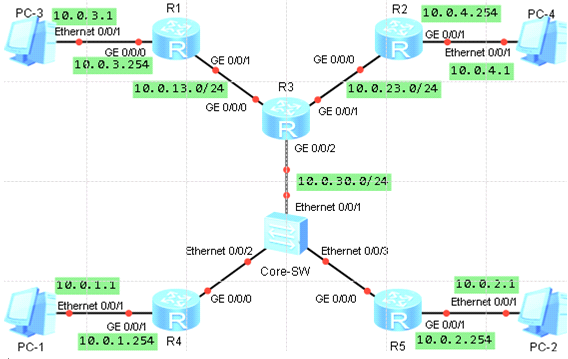 PC-3
10.0.3.1
Ethernet 0/0/1
GE 0/0/0
10.0.3.254
R1
R
GE 0/0/1
10.0.13.0/24
GE 0/0/0
R2
R
10.0.4.254
GE 0/0/1
Ethernet 0/0/1
10.0.4.1
PC-4
GE 0/0/0
10.0.23.0/24
GE 0/0/1
R3
R
GE 0/0/2
10.0.30.0/24
Ethernet 0/0/1
Ethernet 0/0/2
Ethernet 0/0/3
Core-SW
10.0.1.1
Ethernet 0/0/1
GE 0/0/1
10.0.1.254
PC-1
GE 0/0/0
R
R4
GE 0/0/0
R
R5
10.0.2.1
Ethernet 0/0/1
GE 0/0/1
10.0.2.254
PC-2